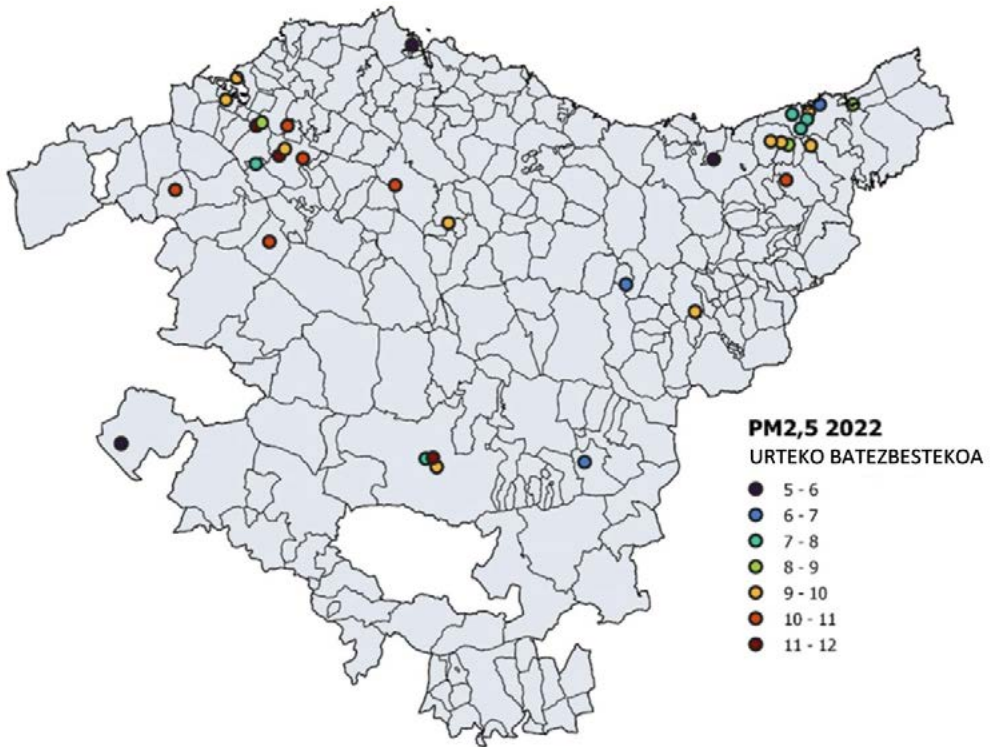 PM2,5 2022
URTEKO BATEZBESTEKOA
5 - 6
6 - 7
7 - 8
8 - 9
9 - 10
10 - 11
11 - 12